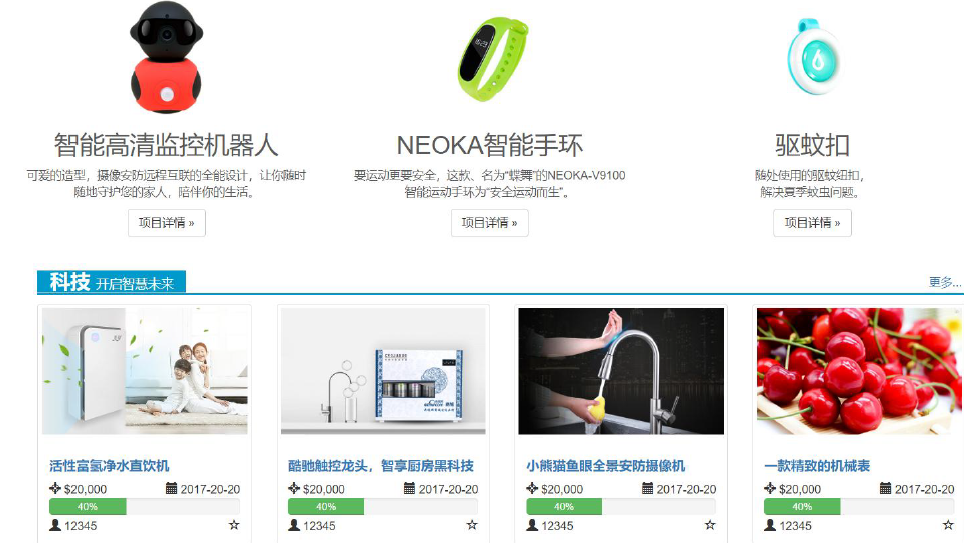 智能高清监控机器人
NEOKA智能手环
驱蚊扣
可爱的造型，摄像安防远程互联的全能设计，让你随时
随地守护您的家人，陪伴你的生活。
要运动更要安全，这款、名为“蝶舞”的NEOKA-V9100
智能运动手环为“安全运动而生”。
随处使用的驱蚊纽扣，
解决夏季蚊虫问题。
项目详情 »
项目详情 »
项目详情 »
科技 开启智慧未来
更多...
活性富氢净水直饮机
$20,000 2017-20-20
40%
12345
酷驰触控龙头，智享厨房黑科技
$20,000 2017-20-20
40%
12345
小熊猫鱼眼全景安防摄像机
$20,000 2017-20-20
40%
12345
一款精致的机械表
$20,000 2017-20-20
40%
12345